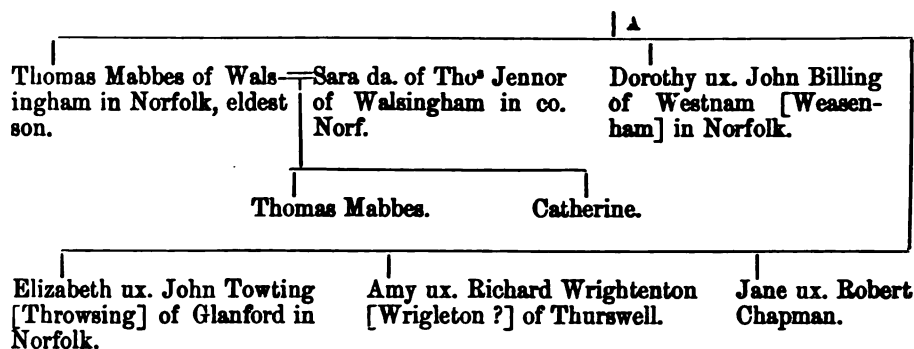 A
Thomas Mabbes of Wals-
ingham in Norfolk, eldest
son.
Sara da. of Thoˢ Jennor
of Walsingham in co.
Norf.
Dorothy ux. John Billing
of Westnam [Weasen-
ham] in Norfolk.
Thomas Mabbes.
Catherine.
Elizabeth ux. John Towting
[Throwsing] of Glanford in
Norfolk.
Amy ux. Richard Wrightenton
[Wrigleton ?] of Thurswell.
Jane ux. Robert
Chapman.